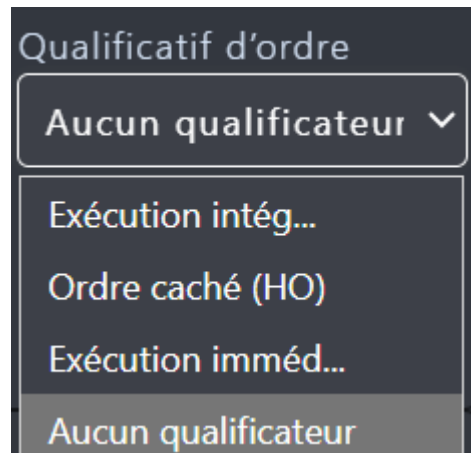 Qualificatif d’ordre
Aucun qualificateur
Exécution intég...
Ordre caché (HO)
Exécution imméd...
Aucun qualificateur